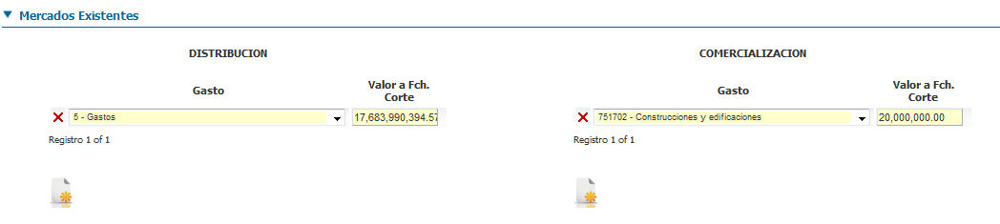 Mercados Existentes
DISTRIBUCION
Gasto
Valor a Fch.
Corte
5 - Gastos
17,683,990,394.57
Registro 1 of 1
COMERCIALIZACION
Gasto
Valor a Fch.
Corte
751702 - Construcciones y edificaciones
20,000,000.00
Registro 1 of 1